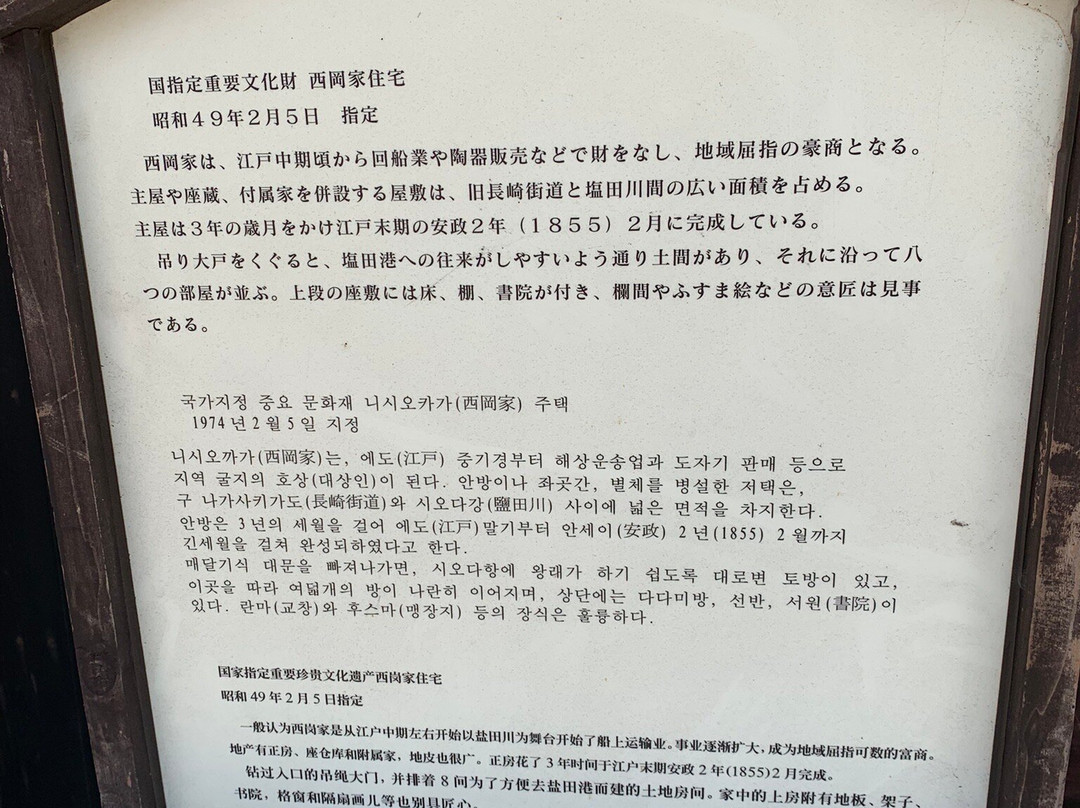 国指定重要文化財 西岡家住宅
昭和４９年２月５日　指定
西岡家は、江戸中期頃から回船業や陶器販売などで財をなし、地域屈指の豪商となる。
主屋や座蔵、付属家を併設する屋敷は、旧長崎街道と塩田川間の広い面積を占める。
主屋は３年の歳月をかけ江戸末期の安政２年（１８５５）２月に完成している。
吊り大戸をくぐると、塩田港への往来がしやすいよう通り土間があり、それに沿って八
つの部屋が並ぶ。上段の座敷には床、棚、書院が付き、欄間やふすま絵などの意匠は見事
である。
국가지정 중요 문화재 니시오카가(西岡家) 주택
1974년 2월 5일 지정
니시오까가(西岡家)는, 에도(江戸) 중기경부터 해상운송업과 도자기 판매 등으로
지역 굴지의 호상(대상인)이 된다. 안방이나 좌곳간, 별체를 병설한 저택은,
구 나가사키가도(長崎街道)와 시오다강(鹽田川) 사이에 넓은 면적을 차지한다.
안방은 3년의 세월을 걸어 에도(江戸)말기부터 안세이(安政) 2년(1855) 2월까지
긴세월을 걸쳐 완성되하였다고 한다.
매달기식 대문을 빠져나가면, 시오다항에 왕래가 하기 쉽도록 대로변 토방이 있고,
이곳을 따라 여덟개의 방이 나란히 이어지며, 상단에는 다다미방, 선반, 서원(書院)이
있다. 란마(교창)와 후스마(맹장지) 등의 장식은 훌륭하다.
国家指定重要珍贵文化遗产西岗家住宅
昭和 49 年 2 月 5 日指定
一般认为西岗家是从江户中期左右开始以盐田川为舞台开始了船上运输业。事业逐渐扩大，成为地域屈指可数的富商。
地产有正房、座仓库和附属家，地皮也很广。正房花了 3 年时间于江户末期安政 2 年(1855)2 月完成。
钻过入口的吊绳大门，并排着 8 间为了方便去盐田港而建的土地房间。家中的上房附有地板、架子、
书院，格窗和隔扇画儿等也别具匠心。